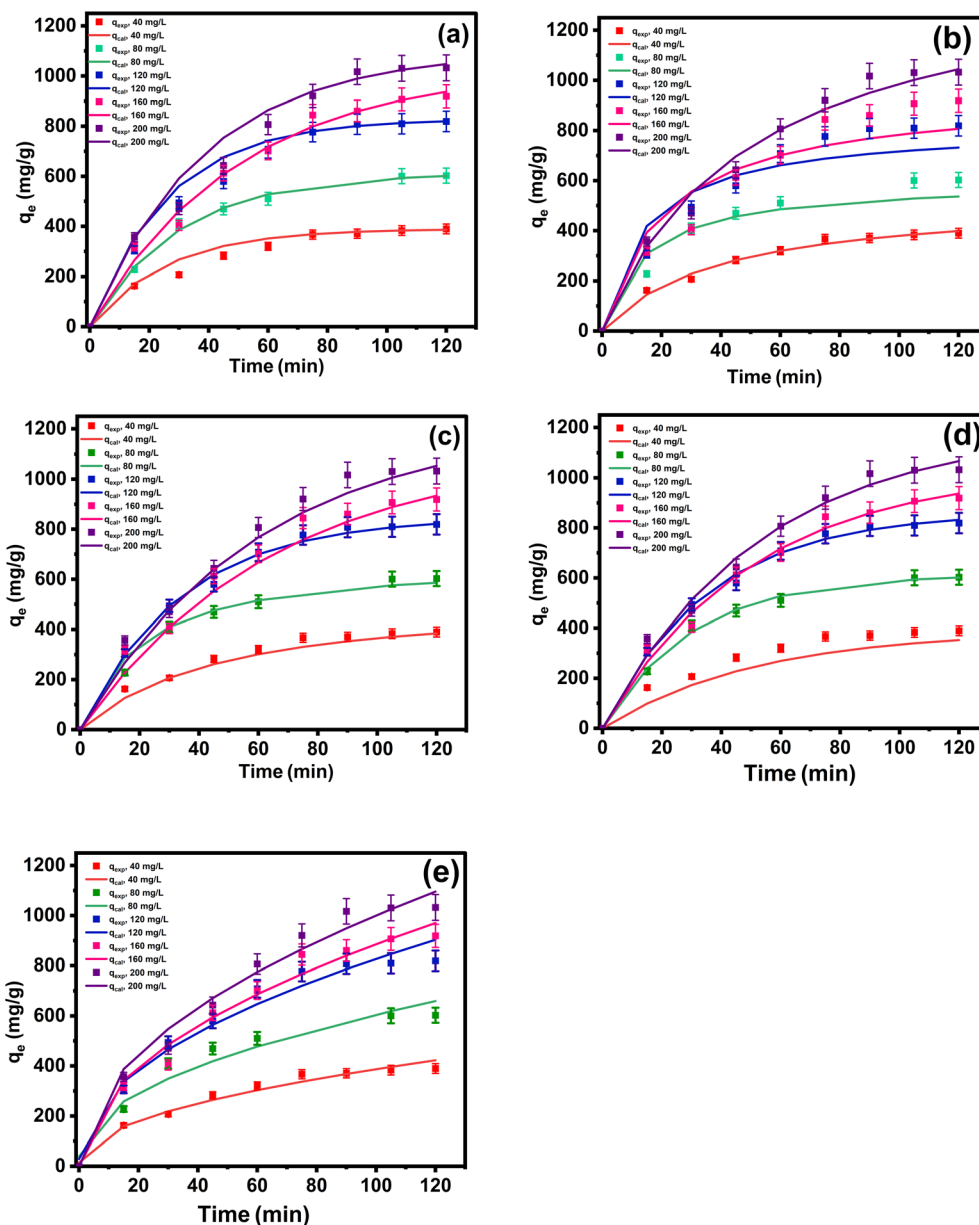 (a)
1200
1000
800
600
400
200
0
q_e (mg/g)
q_exp, 40 mg/L
q_cal, 40 mg/L
q_exp, 80 mg/L
q_cal, 80 mg/L
q_exp, 120 mg/L
q_cal, 120 mg/L
q_exp, 160 mg/L
q_cal, 160 mg/L
q_exp, 200 mg/L
q_cal, 200 mg/L
0 20 40 60 80 100 120
Time (min)
(b)
1200
1000
800
600
400
200
0
q_e (mg/g)
q_exp, 40 mg/L
q_cal, 40 mg/L
q_exp, 80 mg/L
q_cal, 80 mg/L
q_exp, 120 mg/L
q_cal, 120 mg/L
q_exp, 160 mg/L
q_cal, 160 mg/L
q_exp, 200 mg/L
q_cal, 200 mg/L
0 20 40 60 80 100 120
Time (min)
(c)
1200
1000
800
600
400
200
0
q_e (mg/g)
q_exp, 40 mg/L
q_cal, 40 mg/L
q_exp, 80 mg/L
q_cal, 80 mg/L
q_exp, 120 mg/L
q_cal, 120 mg/L
q_exp, 160 mg/L
q_cal, 160 mg/L
q_exp, 200 mg/L
q_cal, 200 mg/L
0 20 40 60 80 100 120
Time (min)
(d)
1200
1000
800
600
400
200
0
q_e (mg/g)
q_exp, 40 mg/L
q_cal, 40 mg/L
q_exp, 80 mg/L
q_cal, 80 mg/L
q_exp, 120 mg/L
q_cal, 120 mg/L
q_exp, 160 mg/L
q_cal, 160 mg/L
q_exp, 200 mg/L
q_cal, 200 mg/L
0 20 40 60 80 100 120
Time (min)
(e)
1200
1000
800
600
400
200
0
q_e (mg/g)
q_exp, 40 mg/L
q_cal, 40 mg/L
q_exp, 80 mg/L
q_cal, 80 mg/L
q_exp, 120 mg/L
q_cal, 120 mg/L
q_exp, 160 mg/L
q_cal, 160 mg/L
q_exp, 200 mg/L
q_cal, 200 mg/L
0 20 40 60 80 100 120
Time (min)